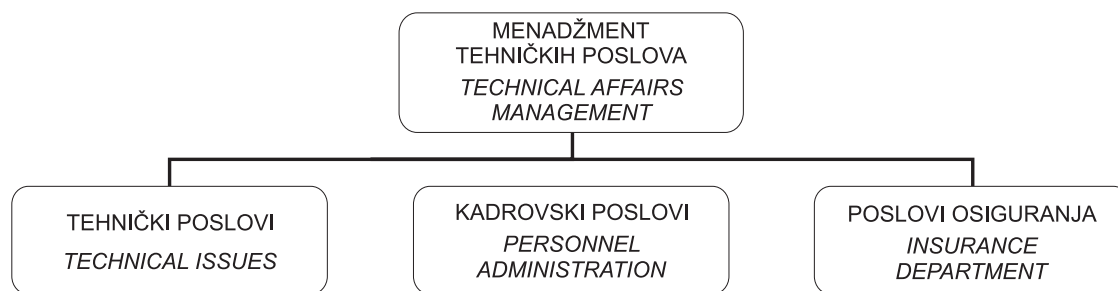 MENADŽMENT
TEHNIČKIH POSLOVA
TECHNICAL AFFAIRS
MANAGEMENT
TEHNIČKI POSLOVI
TECHNICAL ISSUES
KADROVSKI POSLOVI
PERSONNEL
ADMINISTRATION
POSLOVI OSIGURANJA
INSURANCE
DEPARTMENT